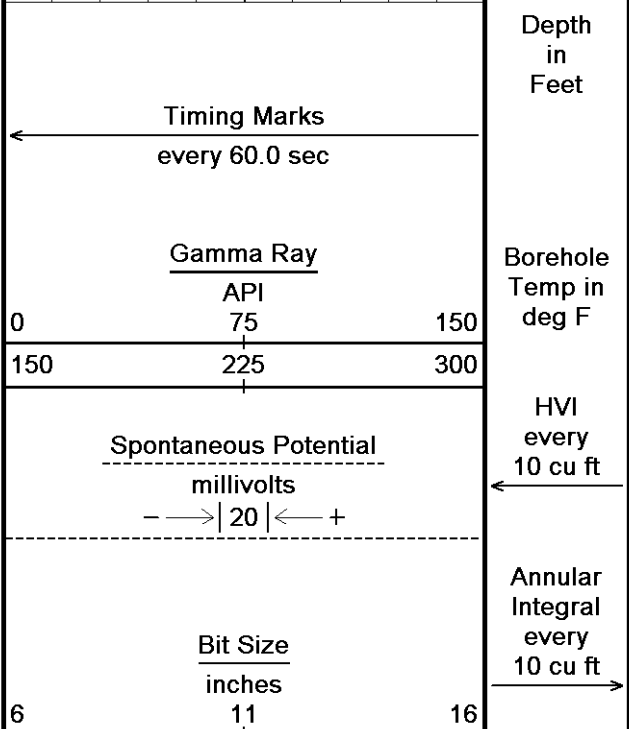 Depth
in
Feet
Timing Marks
every 60.0 sec
Gamma Ray
API
0 75 150
150 225 300
Borehole
Temp in
deg F
Spontaneous Potential
millivolts
− |20| +
HVI
every
10 cu ft
Annular
Integral
every
10 cu ft
Bit Size
inches
6 11 16